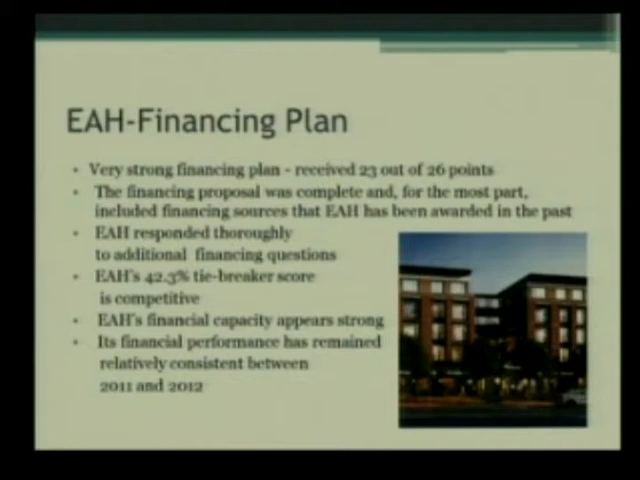 EAH-Financing Plan
• Very strong financing plan - received 23 out of 26 points
• The financing proposal was complete and, for the most part,
included financing sources that EAH has been awarded in the past
• EAH responded thoroughly
to additional financing questions
• EAH's 42.3% tie-breaker score
is competitive
• EAH's financial capacity appears strong
• Its financial performance has remained
relatively consistent between
2011 and 2012